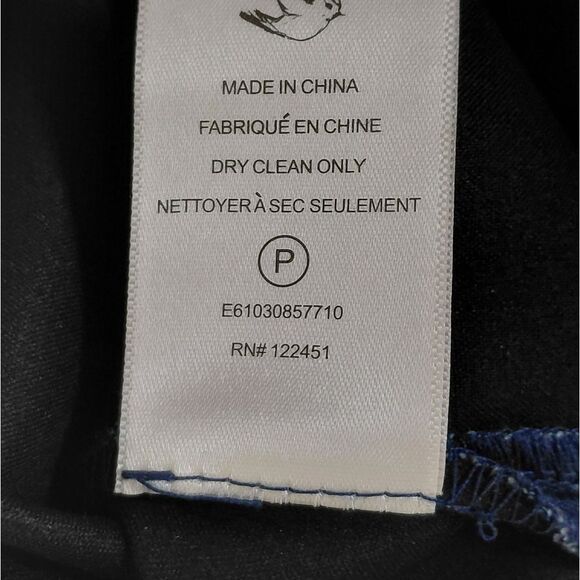 MADE IN CHINA
FABRIQUÉ EN CHINE
DRY CLEAN ONLY
NETTOYER À SEC SEULEMENT
P
E61030857710
RN# 122451